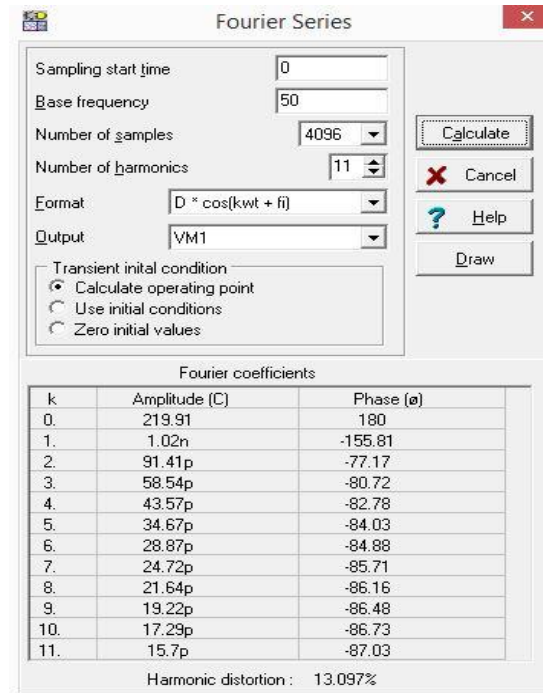 Fourier Series
Sampling start time 0
Base frequency 50
Number of samples 4096
Number of harmonics 11
Format D * cos(kwt + fi)
Output VM1
Transient inital condition
Calculate operating point
Use initial conditions
Zero initial values
Calculate
Cancel
? Help
Draw
Fourier coefficients
k Amplitude (C) Phase (ø)
0. 219.91 180
1. 1.02n -155.81
2. 91.41p -77.17
3. 58.54p -80.72
4. 43.57p -82.78
5. 34.67p -84.03
6. 28.87p -84.88
7. 24.72p -85.71
8. 21.64p -86.16
9. 19.22p -86.48
10. 17.29p -86.73
11. 15.7p -87.03
Harmonic distortion : 13.097%